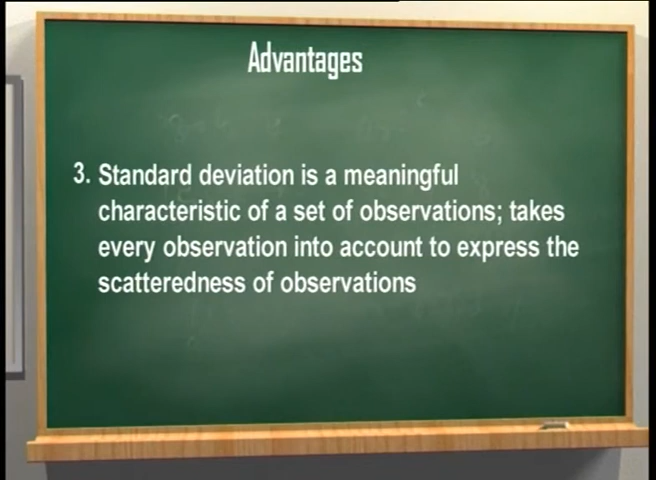 Advantages
3. Standard deviation is a meaningful
characteristic of a set of observations; takes
every observation into account to express the
scatteredness of observations